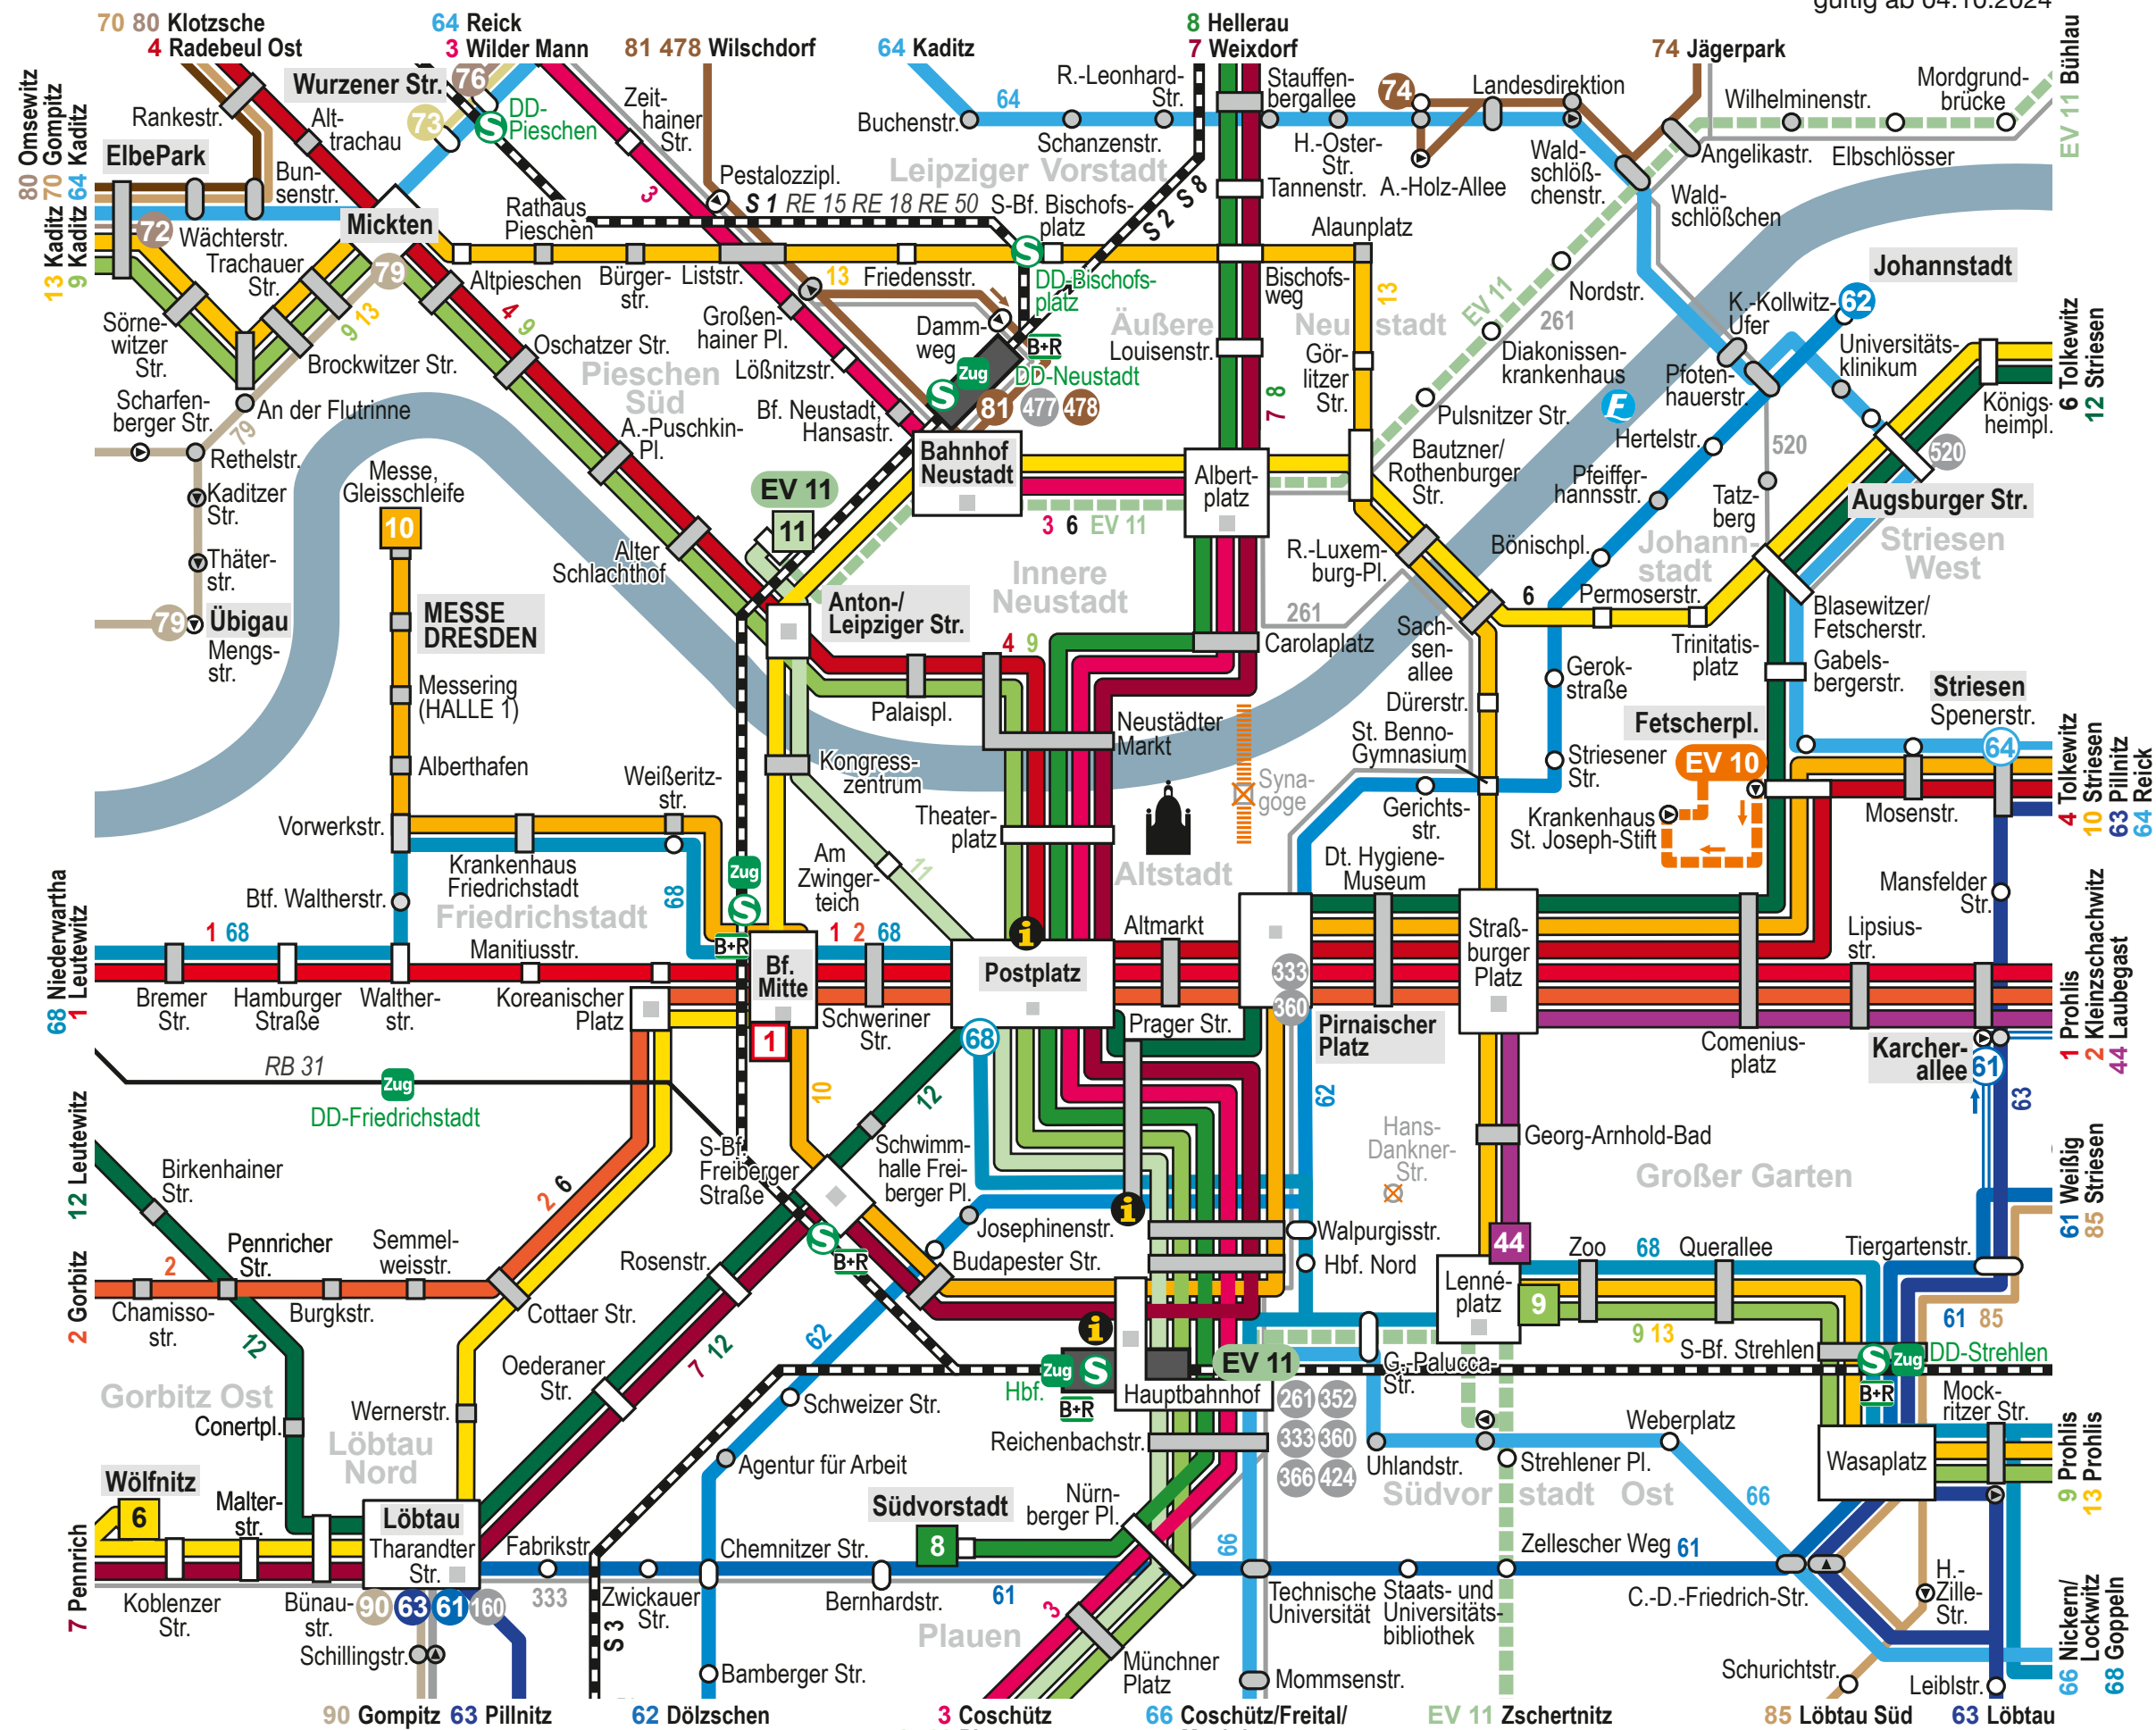 gültig ab 04.10.2024
70 80 Klotzsche
4 Radebeul Ost
64 Reick
3 Wilder Mann
81 478 Wilschdorf
64 Kaditz
8 Hellerau
7 Weixdorf
74 Jägerpark
EV 11 Bühlau
80 Omsewitz
70 Gompitz
64 Kaditz
13 Kaditz
9 Kaditz
Rankestr.
Alt-
trachau
Wurzener Str.
76
73
S
DD-
Pieschen
Zeit-
hainer
Str.
Pestalozzipl.
3
Buchenstr.
64
Schanzenstr.
R.-Leonhard-
Str.
Stauffen-
bergallee
H.-Oster-
Str.
74
A.-Holz-Allee
Landesdirektion
Wald-
schlöß-
chenstr.
Wilhelminenstr.
Mordgrund-
brücke
Angelikastr.
Elbschlösser
Wald-
schlößchen
ElbePark
Bun-
senstr.
72
Wächterstr.
Mickten
Trachauer
Str.
79
Rathaus
Pieschen
S 1 RE 15 RE 18 RE 50
Leipziger Vorstadt
S-Bf. Bischofs-
platz
S 2 S 8
Tannenstr.
Alaunplatz
Altpieschen
Bürger-
str.
Liststr.
13
Friedensstr.
S
DD-Bischofs-
platz
Bischofs-
weg
13
Sörne-
witzer
Str.
9 13
Brockwitzer Str.
4 9
Oschatzer Str.
Pieschen
Süd
Großen-
hainer Pl.
Lößnitzstr.
Damm-
weg
B+R
Zug
S
DD-Neustadt
81 477 478
Äußere
Neustadt
Louisenstr.
7 8
Gör-
litzer
Str.
EV 11
261
Nordstr.
Diakonissen-
krankenhaus
Pulsnitzer Str.
Johannstadt
62
K.-Kollwitz-
Ufer
Universitäts-
klinikum
Pfoten-
hauerstr.
Königs-
heimpl.
6 Tolkewitz
12 Striesen
Scharfen-
berger Str.
An der Flutrinne
79
Rethelstr.
Kaditzer
Str.
Thäter-
str.
79 Übigau
Mengs-
str.
Messe,
Gleisschleife
10
A.-Puschkin-
Pl.
Bf. Neustadt,
Hansastr.
Bahnhof
Neustadt
3 6 EV 11
Albert-
platz
Bautzner/
Rothenburger
Str.
Hertelstr.
520
Pfeiffer-
hannsstr.
Tatz-
berg
520
Augsburger Str.
Striesen
West
Johann-
stadt
EV 11
11
Alter
Schlachthof
Innere
Neustadt
R.-Luxem-
burg-Pl.
Bönischpl.
6
Permoserstr.
Trinitatis-
platz
Blasewitzer/
Fetscherstr.
MESSE
DRESDEN
Anton-/
Leipziger Str.
4 9
261
Carolaplatz
Sach-
sen-
allee
Gerok-
straße
Gabels-
bergerstr.
Messering
(HALLE 1)
Palaispl.
Neustädter
Markt
Dürerstr.
Fetscherpl.
EV 10
Striesen
Spenerstr.
64
4 Tolkewitz
10 Striesen
63 Pillnitz
64 Reick
Alberthafen
Weißeritz-
str.
Kongress-
zentrum
Syna-
goge
St. Benno-
Gymnasium
Striesener
Str.
Gerichts-
str.
Krankenhaus
St. Joseph-Stift
Mosenstr.
Vorwerkstr.
Krankenhaus
Friedrichstadt
Theater-
platz
Am
Zwinger-
teich
11
Altstadt
Dt. Hygiene-
Museum
Mansfelder
Str.
68 Niederwartha
1 Leutewitz
Btf. Waltherstr.
Friedrichstadt
68
Zug
S
B+R
1 68
Manitiusstr.
1 2 68
i
Altmarkt
Straß-
burger
Platz
Lipsius-
str.
Bf.
Mitte
Postplatz
333
360
Bremer
Str.
Hamburger
Straße
Walther-
str.
Koreanischer
Platz
1
Schweriner
Str.
68
Prager Str.
Pirnaischer
Platz
Comenius-
platz
Karcher-
allee
61
1 Prohlis
2 Kleinzschachwitz
44 Laubegast
RB 31
Zug
DD-Friedrichstadt
10
12
62
63
12 Leutewitz
Birkenhainer
Str.
S-Bf.
Freiberger
Straße
Schwimm-
halle Frei-
berger Pl.
Hans-
Dankner-
Str.
Georg-Arnhold-Bad
Großer Garten
61 Weißig
85 Striesen
2 6
i
Josephinenstr.
Walpurgisstr.
44
Pennricher
Str.
Semmel-
weisstr.
Rosenstr.
S
B+R
Budapester Str.
Hbf. Nord
Zoo
68
Querallee
Tiergartenstr.
2 Gorbitz
2
Chamisso-
str.
Burgkstr.
Cottaer Str.
Lenné-
platz
9
9 13
61 85
12
7 12
62
i
Zug S
Hbf.
B+R
EV 11
Hauptbahnhof
G.-Palucca-
Str.
S-Bf. Strehlen
S Zug DD-Strehlen
B+R
Oederaner
Str.
Gorbitz Ost
Conertpl.
Wernerstr.
Löbtau
Nord
Schweizer Str.
Agentur für Arbeit
Reichenbachstr.
261 352
333 360
366 424
Uhlandstr.
Strehlener Pl.
Weberplatz
Wasaplatz
Mock-
ritzer Str.
9 Prohlis
13 Prohlis
Wölfnitz
6
Malter-
str.
Löbtau
Tharandter
Str.
Südvorstadt
8
Nürn-
berger Pl.
Südvorstadt Ost
66
7 Pennrich
Fabrikstr.
Chemnitzer Str.
66
Zellescher Weg 61
Koblenzer
Str.
Bünau-
str.
90 63 61 160
333
Zwickauer
Str.
Bernhardstr.
61
Technische
Universität
Staats- und
Universitäts-
bibliothek
C.-D.-Friedrich-Str.
H.-
Zille-
Str.
Schillingstr.
S 3
Plauen
3
Bamberger Str.
Münchner
Platz
Mommsenstr.
Schurichtstr.
Leiblstr.
66 Nickern/
Lockwitz
68 Goppeln
90 Gompitz
63 Pillnitz
62 Dölzschen
3 Coschütz
66 Coschütz/Freital/
EV 11 Zschertnitz
85 Löbtau Süd
63 Löbtau